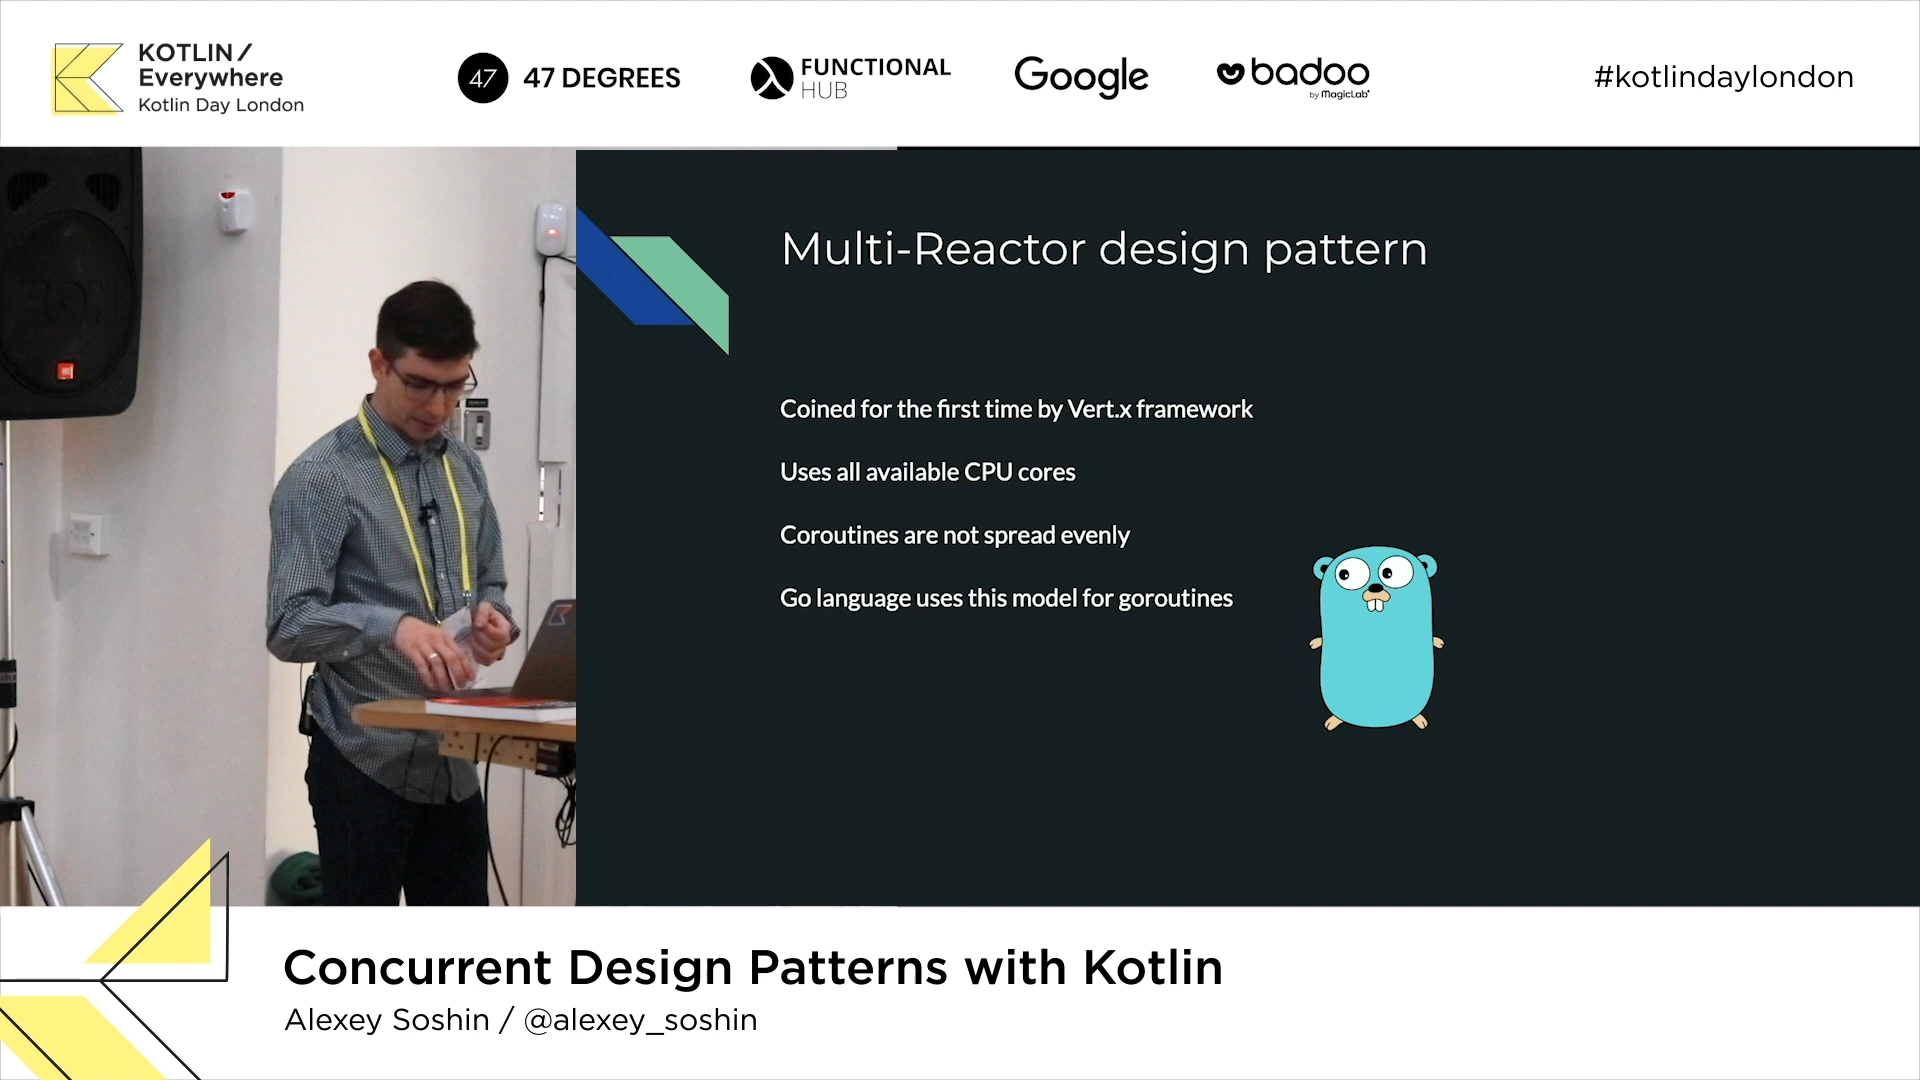 KOTLIN /
Everywhere
Kotlin Day London
47
47 DEGREES
FUNCTIONAL
HUB
Google
badoo
by MagicLab
#kotlindaylondon
Multi-Reactor design pattern
Coined for the first time by Vert.x framework
Uses all available CPU cores
Coroutines are not spread evenly
Go language uses this model for goroutines
Concurrent Design Patterns with Kotlin
Alexey Soshin / @alexey_soshin